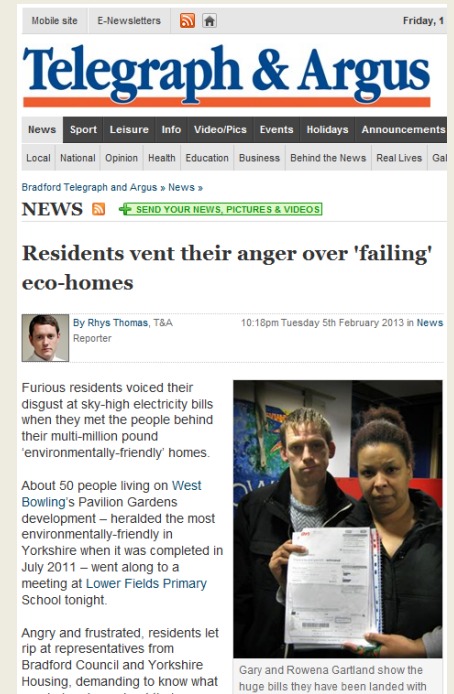 Mobile site E-Newsletters Friday, 1
Telegraph & Argus
News Sport Leisure Info Video/Pics Events Holidays Announcements
Local National Opinion Health Education Business Behind the News Real Lives Gal
Bradford Telegraph and Argus » News »
NEWS SEND YOUR NEWS, PICTURES & VIDEOS
Residents vent their anger over 'failing'
eco-homes
By Rhys Thomas, T&A
Reporter
10:18pm Tuesday 5th February 2013 in News
Furious residents voiced their
disgust at sky-high electricity bills
when they met the people behind
their multi-million pound
'environmentally-friendly' homes.
About 50 people living on West
Bowling's Pavilion Gardens
development – heralded the most
environmentally-friendly in
Yorkshire when it was completed in
July 2011 – went along to a
meeting at Lower Fields Primary
School tonight.
Angry and frustrated, residents let
rip at representatives from
Bradford Council and Yorkshire
Housing, demanding to know what
Gary and Rowena Gartland show the
huge bills they have been landed with